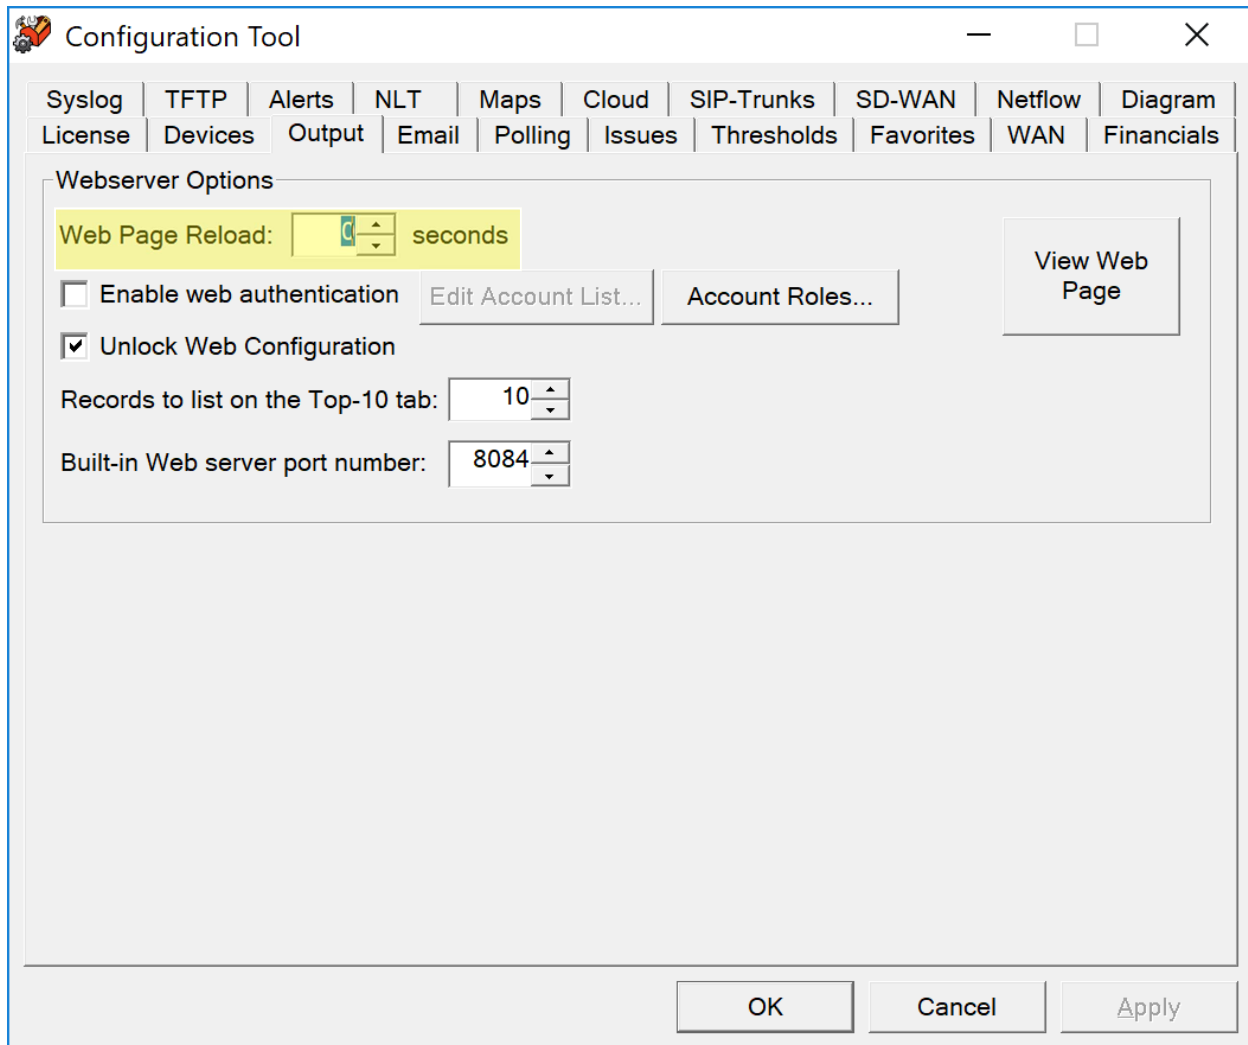 Configuration Tool
Syslog TFTP Alerts NLT Maps Cloud SIP-Trunks SD-WAN Netflow Diagram
License Devices Output Email Polling Issues Thresholds Favorites WAN Financials
Webserver Options
Web Page Reload: seconds
View Web
Page
Enable web authentication Edit Account List... Account Roles...
Unlock Web Configuration
Records to list on the Top-10 tab: 10
Built-in Web server port number: 8084
OK Cancel Apply